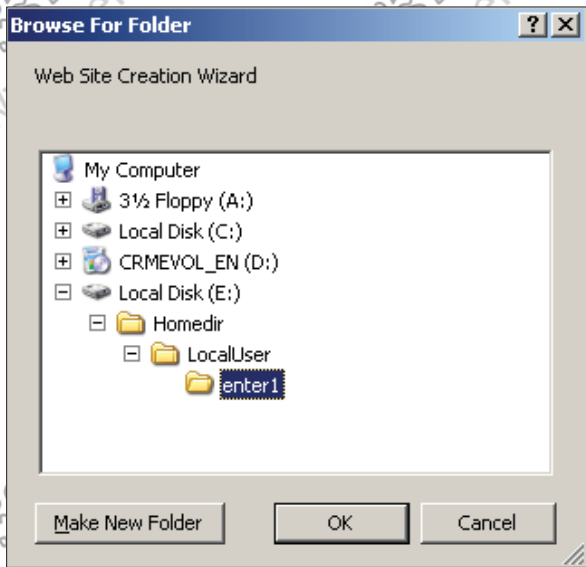 Browse For Folder
Web Site Creation Wizard
My Computer
3½ Floppy (A:)
Local Disk (C:)
CRMEVOL_EN (D:)
Local Disk (E:)
Homedir
LocalUser
enter1
Make New Folder OK Cancel